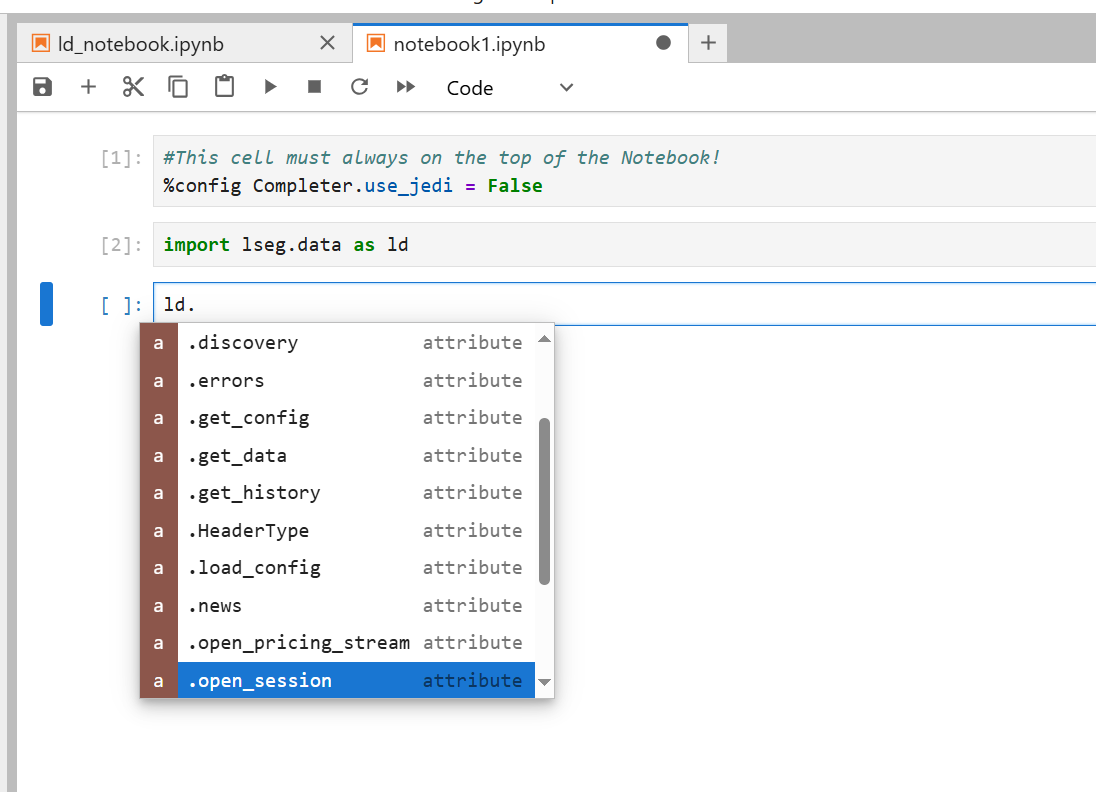 ld_notebook.ipynb
notebook1.ipynb
Code
[1]:
#This cell must always on the top of the Notebook!
%config Completer.use_jedi = False
[2]:
import lseg.data as ld
[ ]:
ld.
a .discovery attribute
a .errors attribute
a .get_config attribute
a .get_data attribute
a .get_history attribute
a .HeaderType attribute
a .load_config attribute
a .news attribute
a .open_pricing_stream attribute
a .open_session attribute